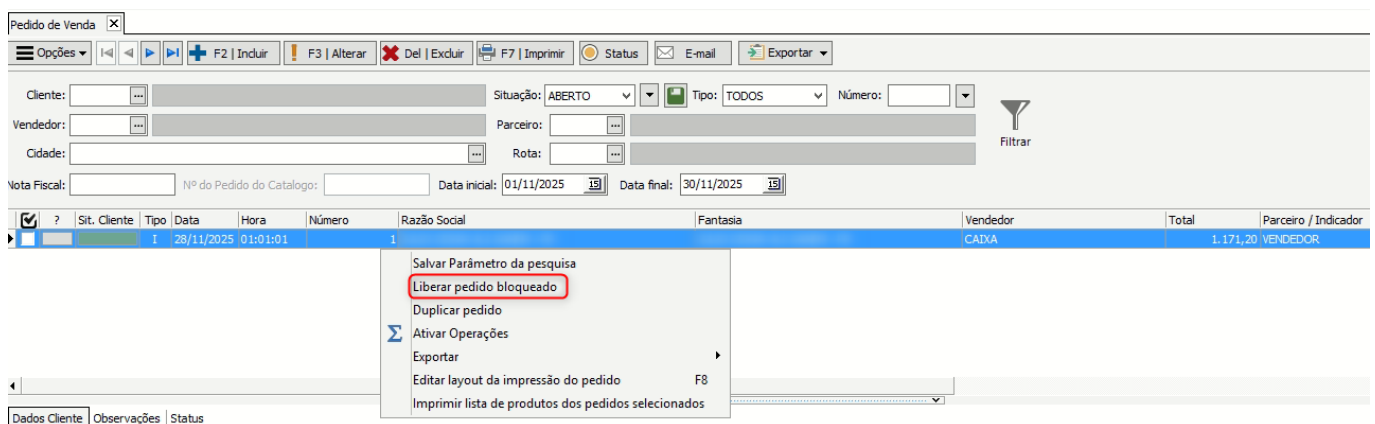 Pedido de Venda X
Opções F2 | Incluir F3 | Alterar Del | Excluir F7 | Imprimir Status E-mail Exportar
Cliente: ... Situação: ABERTO Tipo: TODOS Número:
Vendedor: ... Parceiro: ...
Filtrar
Cidade: ... Rota: ...
Nota Fiscal: Nº do Pedido do Catalogo: Data inicial: 01/11/2025 15 Data final: 30/11/2025 15
? Sit. Cliente Tipo Data Hora Número Razão Social Fantasia Vendedor Total Parceiro / Indicador
I 28/11/2025 01:01:01 1 CAIXA 1.171,20 VENDEDOR
Salvar Parâmetro da pesquisa
Liberar pedido bloqueado
Duplicar pedido
Σ Ativar Operações
Exportar
Editar layout da impressão do pedido F8
Imprimir lista de produtos dos pedidos selecionados
Dados Cliente Observações Status